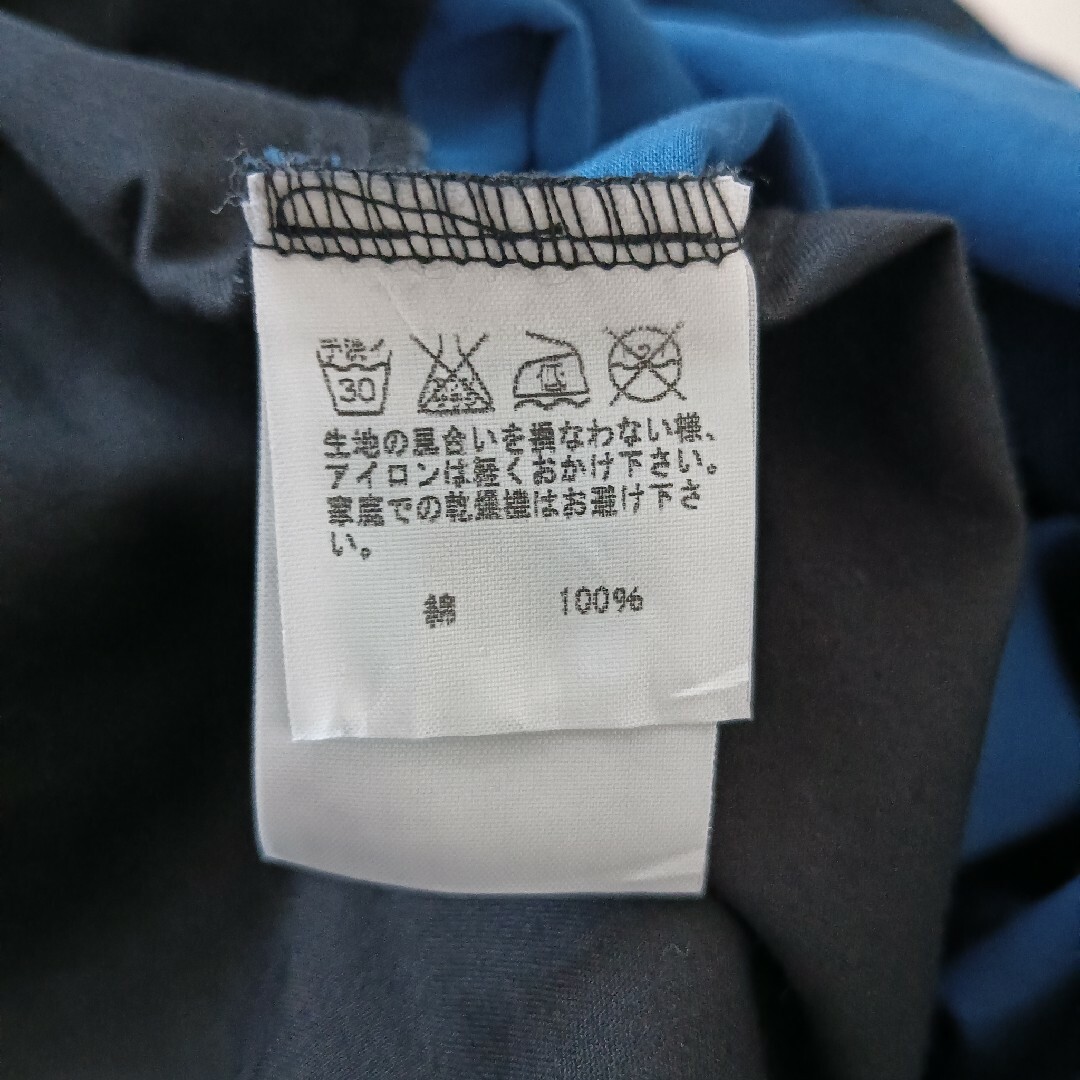 手洗イ
30
中
生地の風合いを損なわない様、
アイロンは軽くおかけ下さい。
家庭での乾燥機はお避け下さ
い。
綿 100%